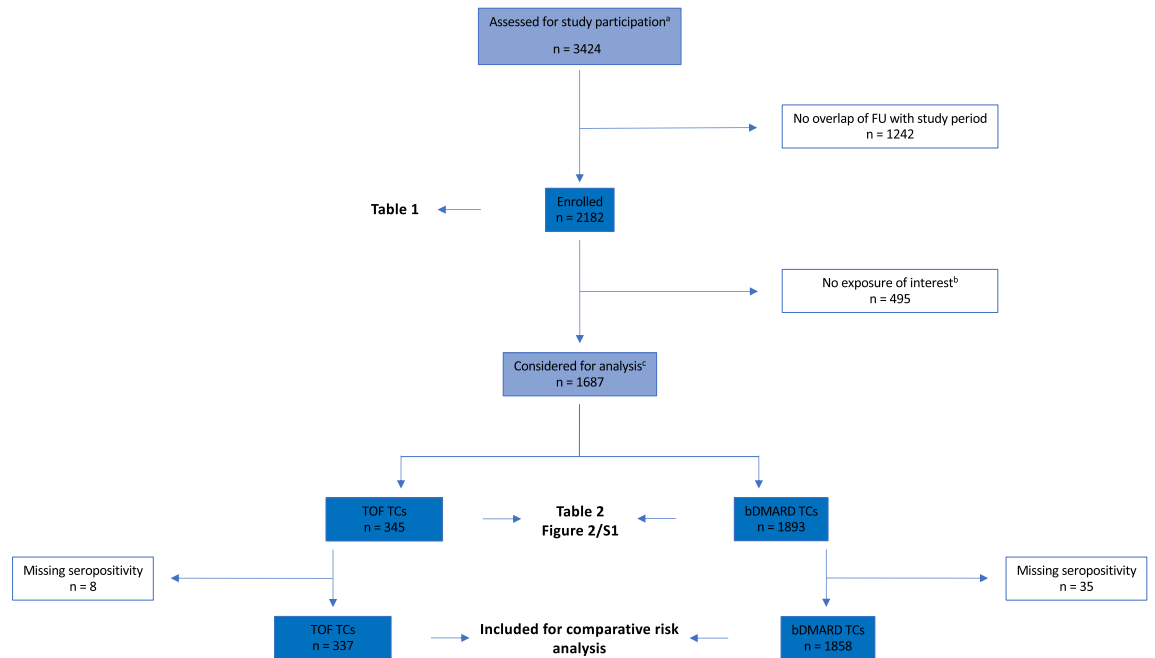 Assessed for study participationᵃ
n = 3424
No overlap of FU with study period
n = 1242
Enrolled
n = 2182
Table 1
No exposure of interestᵇ
n = 495
Considered for analysisᶜ
n = 1687
TOF TCs
n = 345
Table 2
Figure 2/S1
bDMARD TCs
n = 1893
Missing seropositivity
n = 8
Missing seropositivity
n = 35
TOF TCs
n = 337
Included for comparative risk
analysis
bDMARD TCs
n = 1858